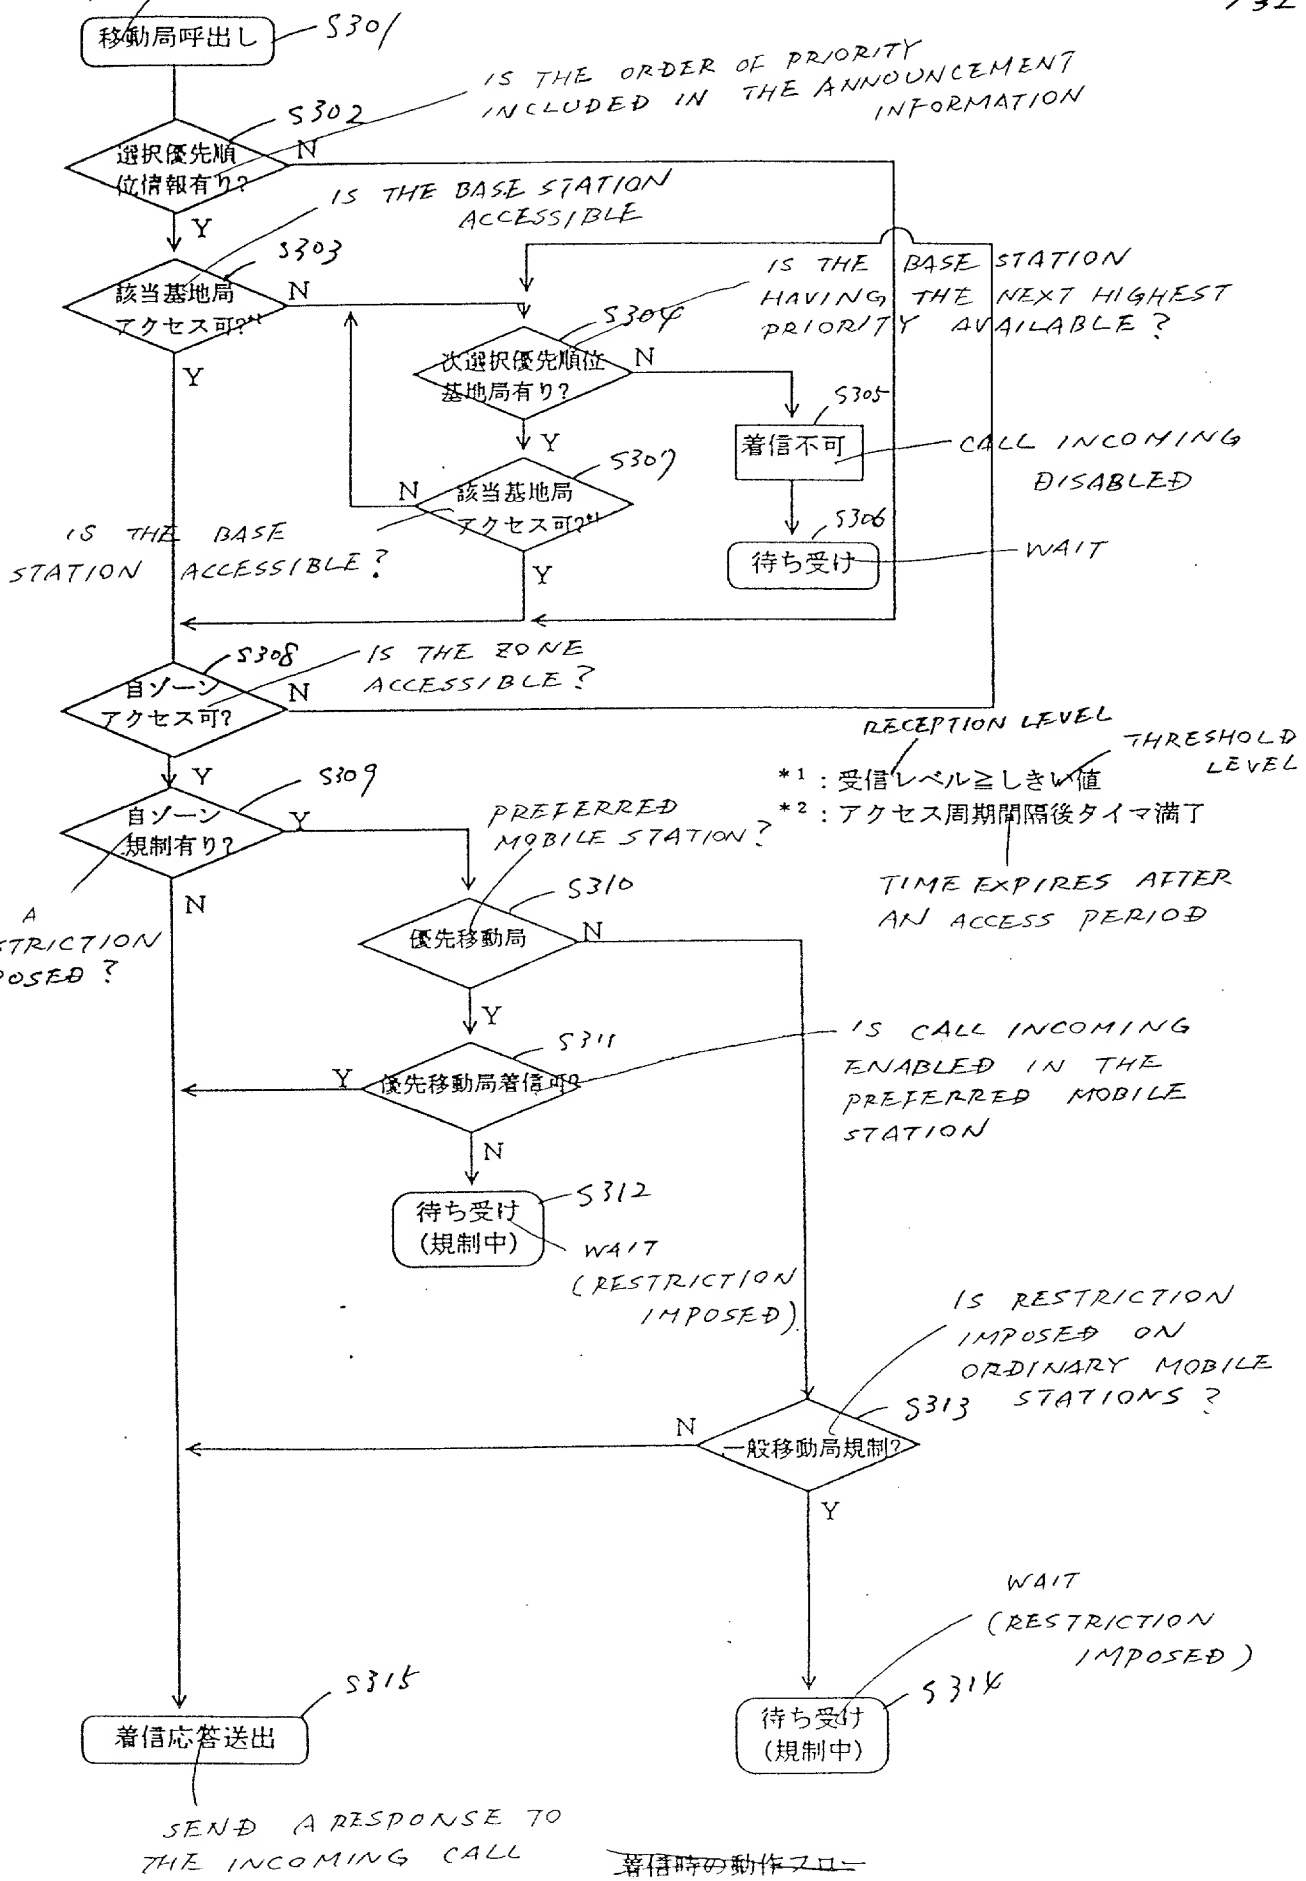 移動局呼出し
S301
IS THE ORDER OF PRIORITY
INCLUDED IN THE ANNOUNCEMENT
INFORMATION
S302
選択優先順
位情報有り?
N
Y
IS THE BASE STATION
ACCESSIBLE
S303
該当基地局
アクセス可?*1
N
Y
IS THE BASE STATION
HAVING THE NEXT HIGHEST
PRIORITY AVAILABLE?
S304
次選択優先順位
基地局有り?
N
Y
S305
着信不可
CALL INCOMING
DISABLED
S307
該当基地局
アクセス可?*1
N
Y
IS THE BASE
STATION ACCESSIBLE?
S306
待ち受け
WAIT
S308
IS THE ZONE
ACCESSIBLE?
自ゾーン
アクセス可?
N
Y
RECEPTION LEVEL
THRESHOLD
LEVEL
*1:受信レベル≧しきい値
*2:アクセス周期間隔後タイマ満了
TIME EXPIRES AFTER
AN ACCESS PERIOD
S309
自ゾーン
規制有り?
Y
N
A
STRICTION
POSED?
PREFERRED
MOBILE STATION?
S310
優先移動局
N
Y
S311
優先移動局着信可?
Y
N
IS CALL INCOMING
ENABLED IN THE
PREFERRED MOBILE
STATION
S312
待ち受け
(規制中)
WAIT
(RESTRICTION
IMPOSED)
IS RESTRICTION
IMPOSED ON
ORDINARY MOBILE
STATIONS?
S313
一般移動局規制?
N
Y
WAIT
(RESTRICTION
IMPOSED)
S314
待ち受け
(規制中)
S315
着信応答送出
SEND A RESPONSE TO
THE INCOMING CALL
着信時の動作フロー